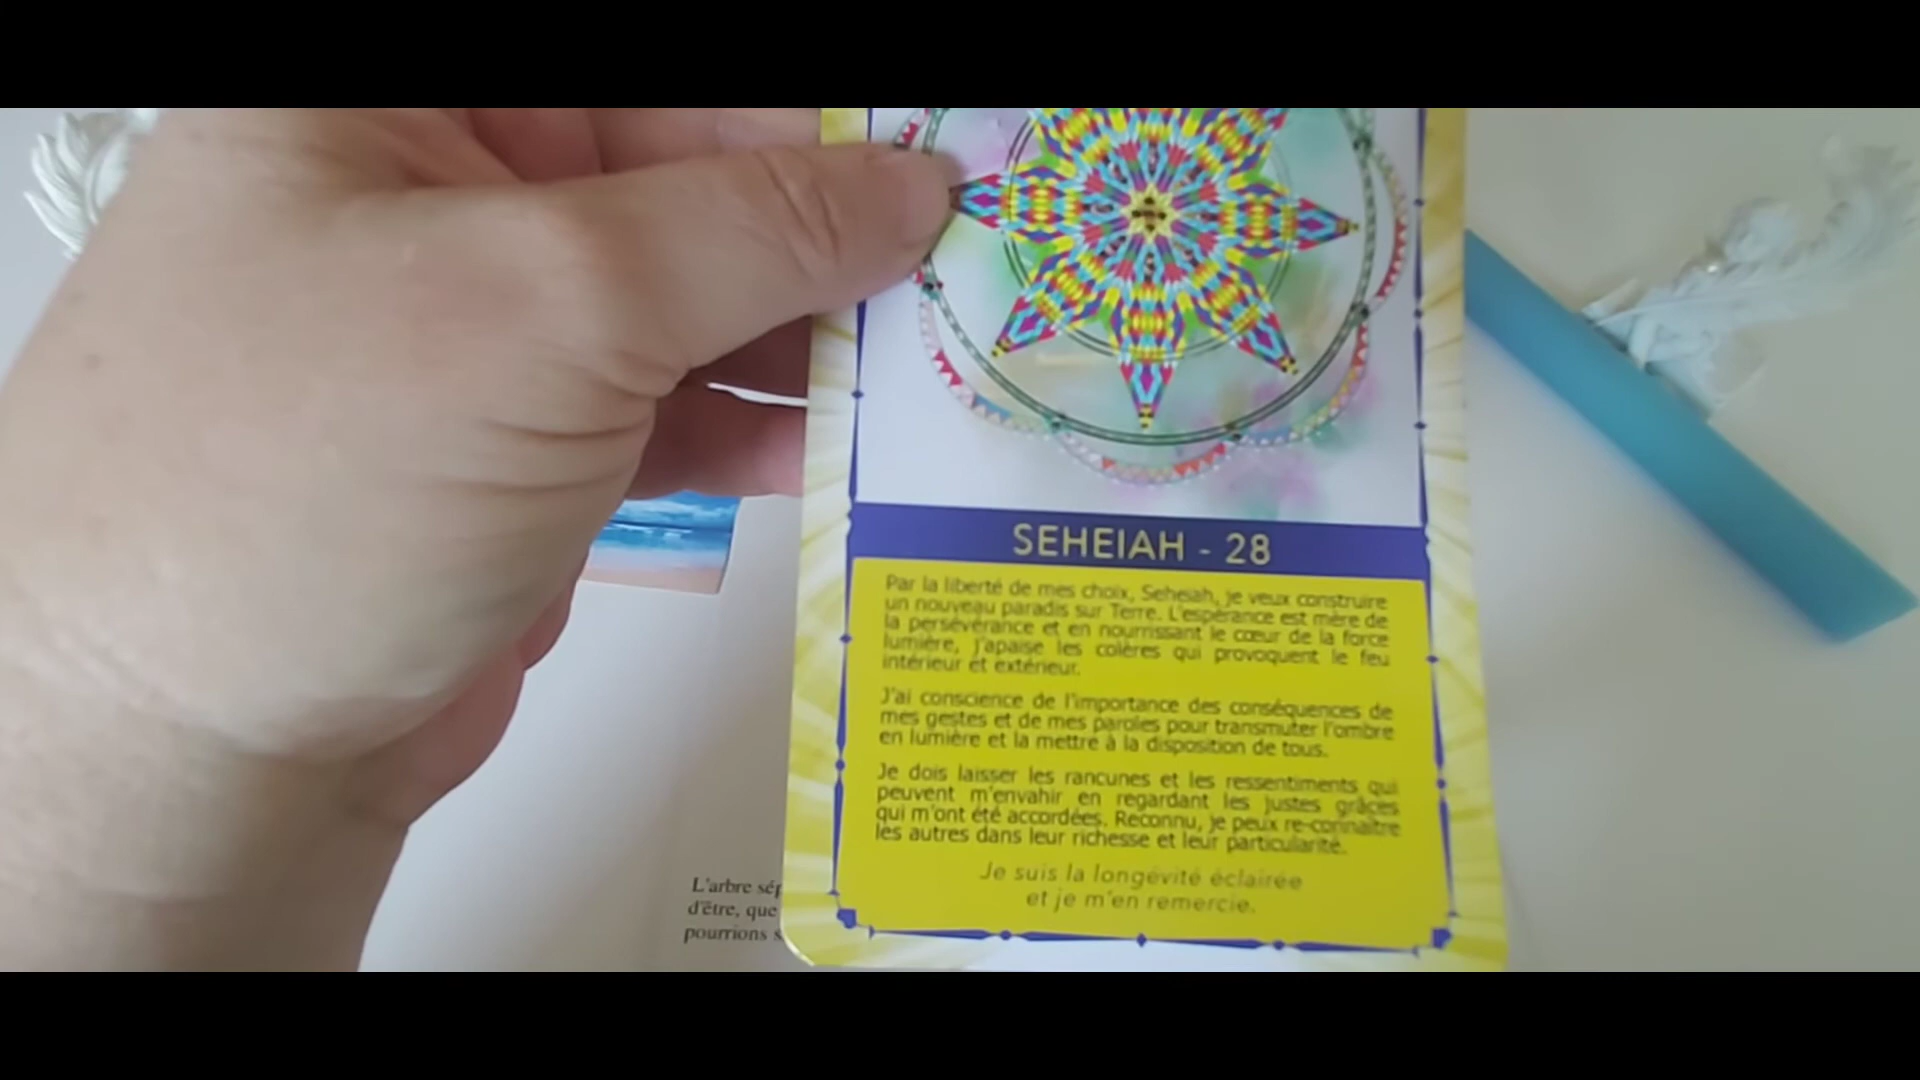 SEHEIAH - 28
Par la liberté de mes choix, Seheiah, je veux construire
un nouveau paradis sur Terre. L'espérance est mère de
la persévérance et en nourrissant le cœur de la force
lumière, j'apaise les colères qui provoquent le feu
intérieur et extérieur.
J'ai conscience de l'importance des conséquences de
mes gestes et de mes paroles pour transmuter l'ombre
en lumière et la mettre à la disposition de tous.
Je dois laisser les rancunes et les ressentiments qui
peuvent m'envahir en regardant les justes grâces
qui m'ont été accordées. Reconnu, je peux re-connaître
les autres dans leur richesse et leur particularité.
Je suis la longévité éclairée
et je m'en remercie.
L'arbre sép
d'être, que
pourrions s